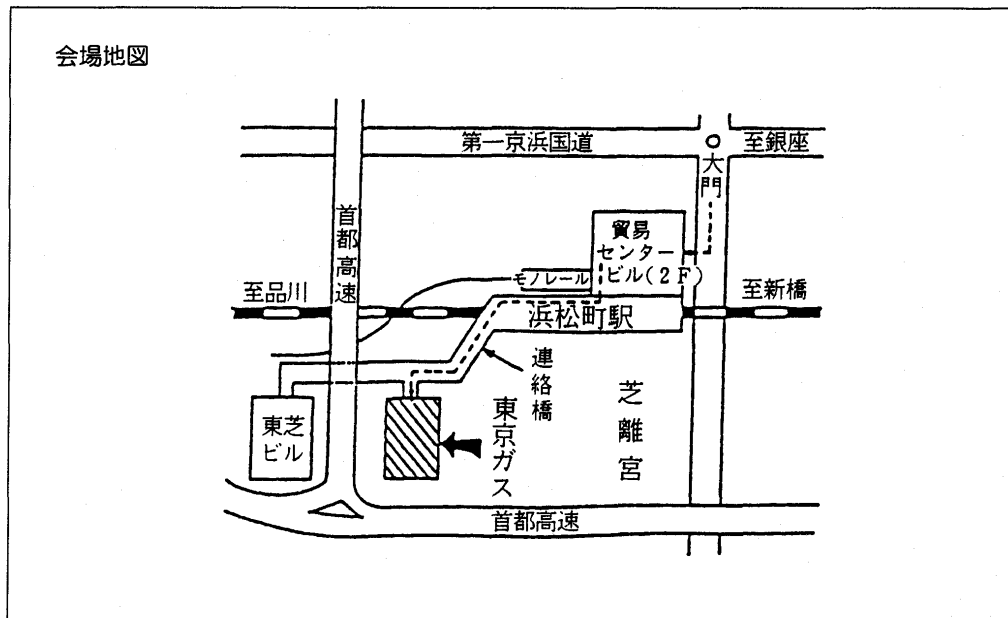 会場地図
第一京浜国道
至銀座
大門
首都高速
貿易
センター
ビル(2F)
モノレール
至品川
至新橋
浜松町駅
連絡橋
東芝
ビル
東京ガス
芝離宮
首都高速